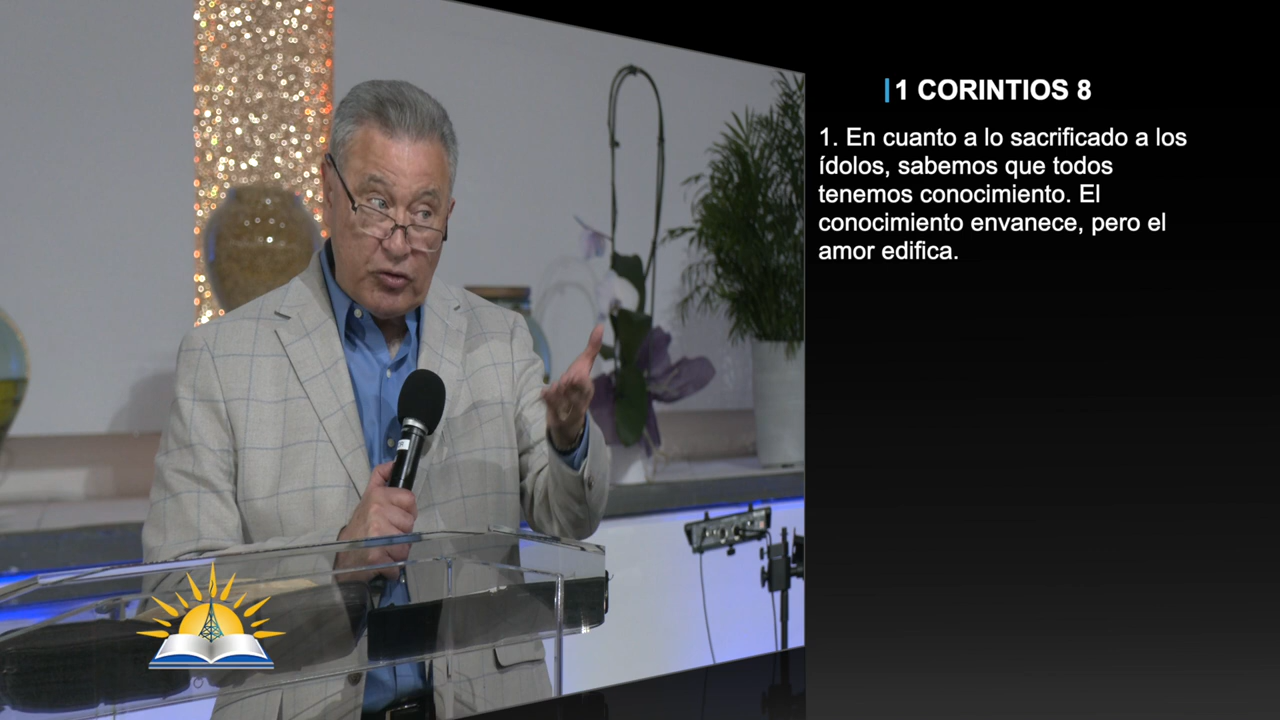 1 CORINTIOS 8
1. En cuanto a lo sacrificado a los
ídolos, sabemos que todos
tenemos conocimiento. El
conocimiento envanece, pero el
amor edifica.